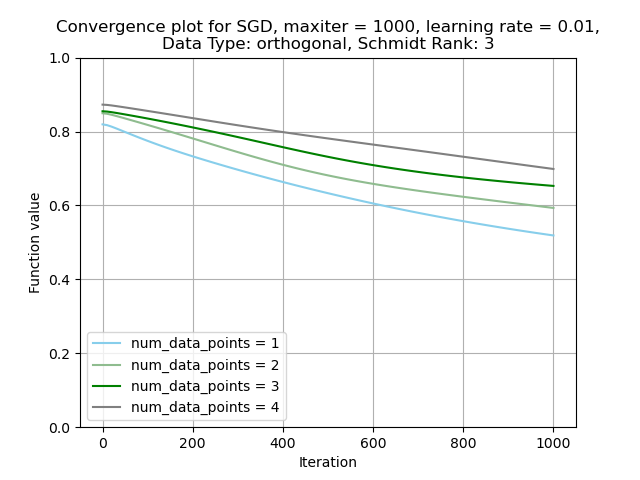 Convergence plot for SGD, maxiter = 1000, learning rate = 0.01,
Data Type: orthogonal, Schmidt Rank: 3
Function value
1.0
0.8
0.6
0.4
0.2
0.0
num_data_points = 1
num_data_points = 2
num_data_points = 3
num_data_points = 4
0 200 400 600 800 1000
Iteration